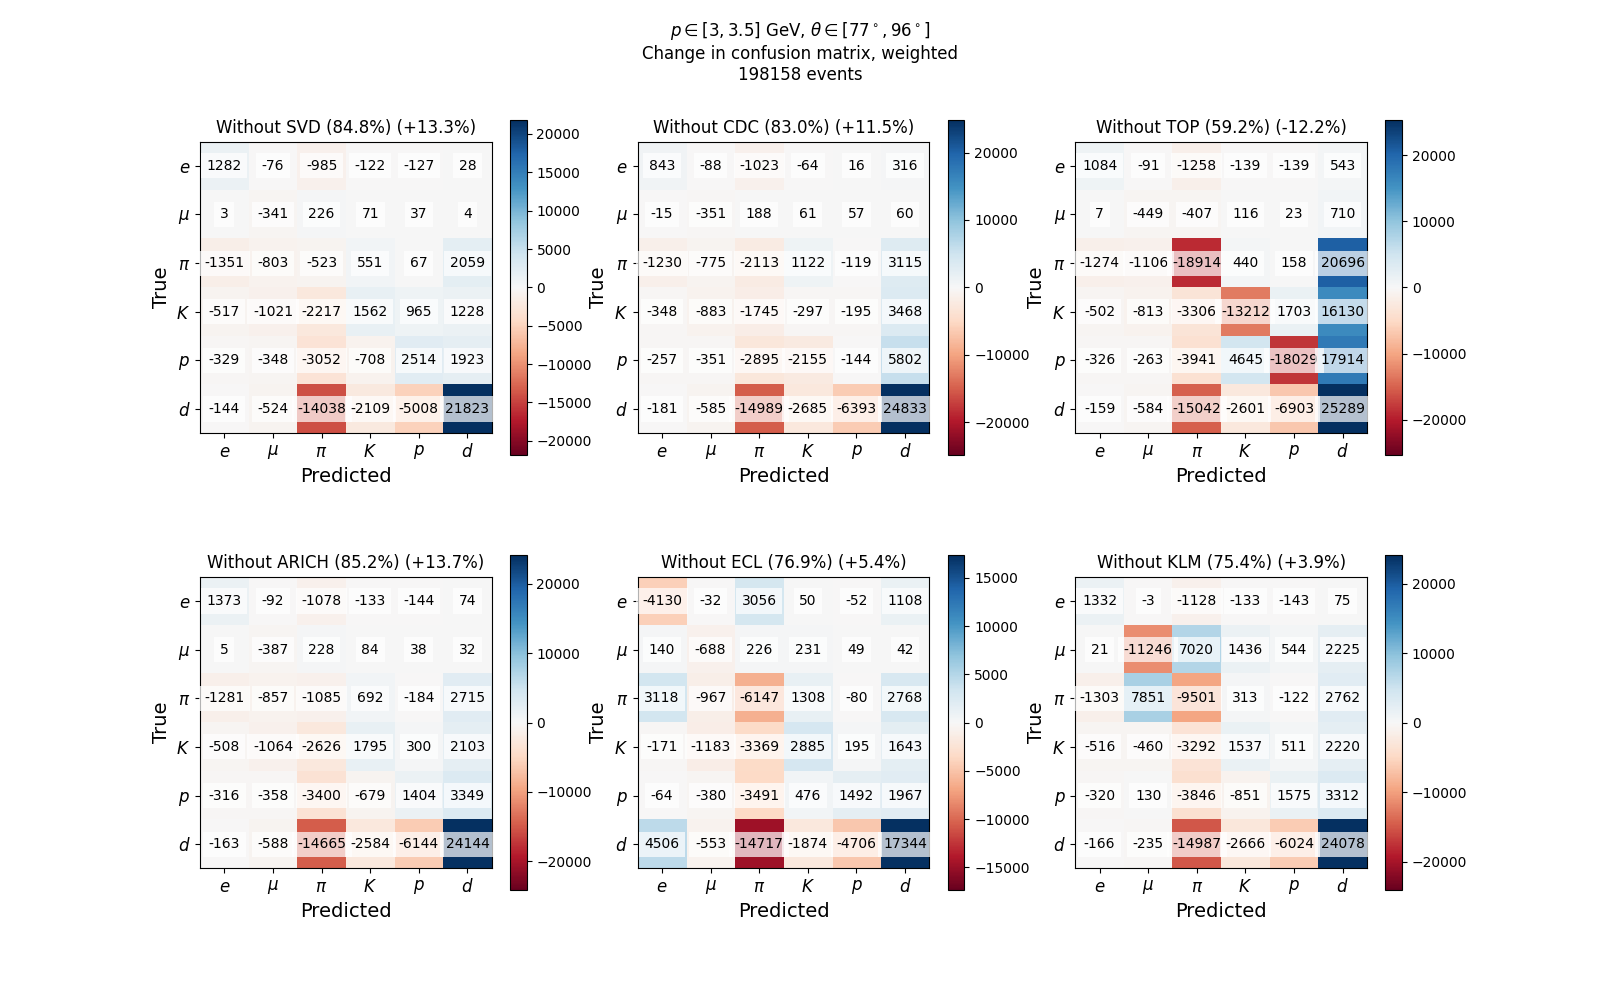 p ∈ [3, 3.5] GeV, θ ∈ [77°, 96°]
Change in confusion matrix, weighted
198158 events
Without SVD (84.8%) (+13.3%)
True
e 1282 -76 -985 -122 -127 28
μ 3 -341 226 71 37 4
π -1351 -803 -523 551 67 2059
K -517 -1021 -2217 1562 965 1228
p -329 -348 -3052 -708 2514 1923
d -144 -524 -14038 -2109 -5008 21823
e μ π K p d
Predicted
20000
15000
10000
5000
0
−5000
−10000
−15000
−20000
Without CDC (83.0%) (+11.5%)
True
e 843 -88 -1023 -64 16 316
μ -15 -351 188 61 57 60
π -1230 -775 -2113 1122 -119 3115
K -348 -883 -1745 -297 -195 3468
p -257 -351 -2895 -2155 -144 5802
d -181 -585 -14989 -2685 -6393 24833
e μ π K p d
Predicted
20000
10000
0
−10000
−20000
Without TOP (59.2%) (-12.2%)
True
e 1084 -91 -1258 -139 -139 543
μ 7 -449 -407 116 23 710
π -1274 -1106 -18914 440 158 20696
K -502 -813 -3306 -13212 1703 16130
p -326 -263 -3941 4645 -18029 17914
d -159 -584 -15042 -2601 -6903 25289
e μ π K p d
Predicted
20000
10000
0
−10000
−20000
Without ARICH (85.2%) (+13.7%)
True
e 1373 -92 -1078 -133 -144 74
μ 5 -387 228 84 38 32
π -1281 -857 -1085 692 -184 2715
K -508 -1064 -2626 1795 300 2103
p -316 -358 -3400 -679 1404 3349
d -163 -588 -14665 -2584 -6144 24144
e μ π K p d
Predicted
20000
10000
0
−10000
−20000
Without ECL (76.9%) (+5.4%)
True
e -4130 -32 3056 50 -52 1108
μ 140 -688 226 231 49 42
π 3118 -967 -6147 1308 -80 2768
K -171 -1183 -3369 2885 195 1643
p -64 -380 -3491 476 1492 1967
d 4506 -553 -14717 -1874 -4706 17344
e μ π K p d
Predicted
15000
10000
5000
0
−5000
−10000
−15000
Without KLM (75.4%) (+3.9%)
True
e 1332 -3 -1128 -133 -143 75
μ 21 -11246 7020 1436 544 2225
π -1303 7851 -9501 313 -122 2762
K -516 -460 -3292 1537 511 2220
p -320 130 -3846 -851 1575 3312
d -166 -235 -14987 -2666 -6024 24078
e μ π K p d
Predicted
20000
10000
0
−10000
−20000